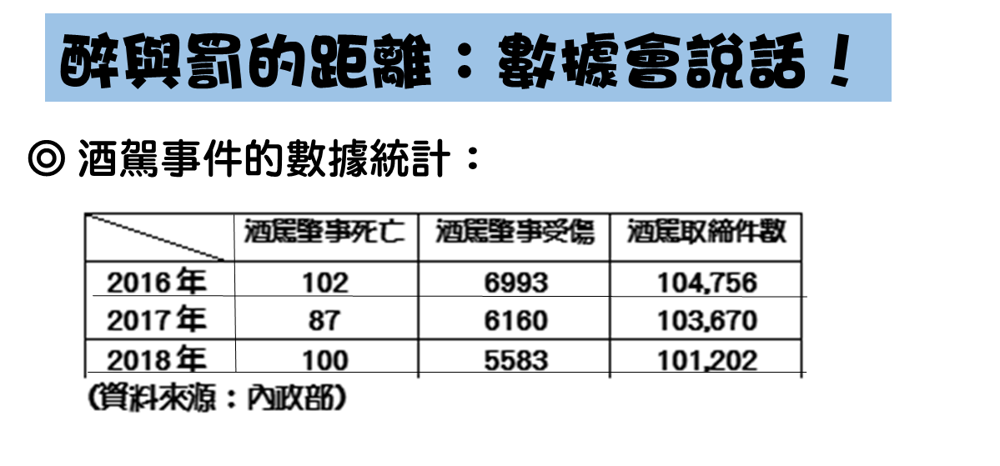 醉與罰的距離：數據會說話！
◎ 酒駕事件的數據統計：
酒駕肇事死亡 酒駕肇事受傷 酒駕取締件數
2016年 102 6993 104,756
2017年 87 6160 103,670
2018年 100 5583 101,202
(資料來源：內政部)